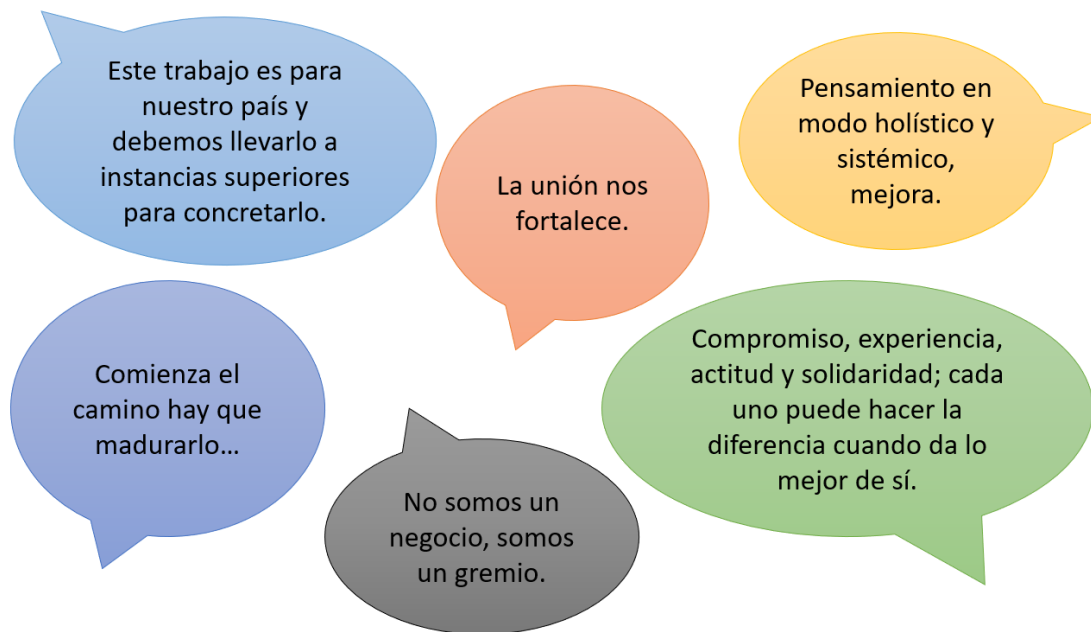 Este trabajo es para
nuestro país y
debemos llevarlo a
instancias superiores
para concretarlo.
La unión nos
fortalece.
Pensamiento en
modo holístico y
sistémico,
mejora.
Comienza el
camino hay que
madurarlo…
No somos un
negocio, somos
un gremio.
Compromiso, experiencia,
actitud y solidaridad; cada
uno puede hacer la
diferencia cuando da lo
mejor de sí.